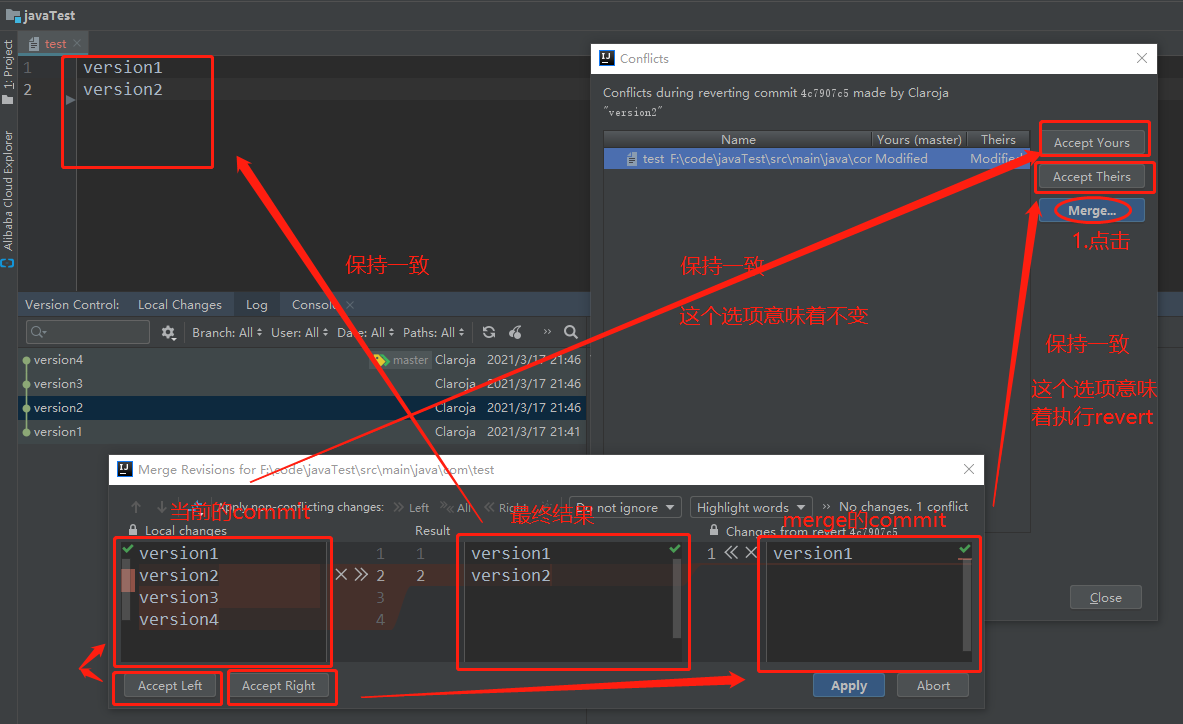 javaTest
test
1: Project
Alibaba Cloud Explorer
1 version1
2 version2
Conflicts
Conflicts during reverting commit 4c7907c5 made by Claroja
"version2"
Name Yours (master) Theirs
test F:\code\javaTest\src\main\java\cor Modified Modified
Accept Yours
Accept Theirs
Merge...
1.点击
保持一致
保持一致
这个选项意味着不变
保持一致
这个选项意味
着执行revert
Version Control: Local Changes Log Console
Branch: All User: All Date: All Paths: All
version4 master Claroja 2021/3/17 21:46
version3 Claroja 2021/3/17 21:46
version2 Claroja 2021/3/17 21:46
version1 Claroja 2021/3/17 21:41
Merge Revisions for F:\code\javaTest\src\main\java\com\test
Apply non-conflicting changes: Left All Right Do not ignore Highlight words No changes. 1 conflict
当前的commit
最终结果
merge的commit
Local changes Result Changes from revert 4c7907c5
version1 1 1 version1 1 version1
version2 2 2 version2
version3 3
version4 4
Accept Left Accept Right Apply Abort
Close